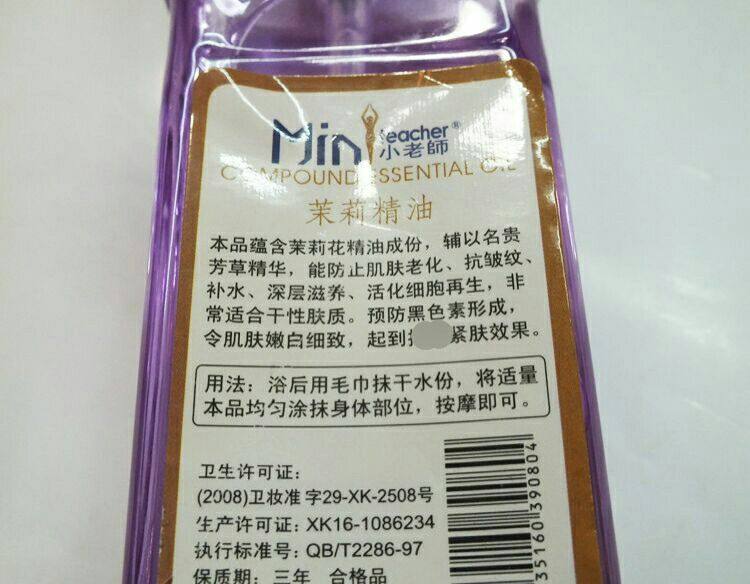 Mini teacher®
小老師
COMPOUND ESSENTIAL OIL
茉莉精油
本品蕴含茉莉花精油成份，辅以名贵
芳草精华，能防止肌肤老化、抗皱纹、
补水、深层滋养、活化细胞再生，非
常适合干性肤质。预防黑色素形成，
令肌肤嫩白细致，起到 紧肤效果。
用法：浴后用毛巾抹干水份，将适量
本品均匀涂抹身体部位，按摩即可。
卫生许可证：
(2008)卫妆准字29-XK-2508号
生产许可证：XK16-1086234
执行标准号：QB/T2286-97
保质期：三年 合格品
35160390804